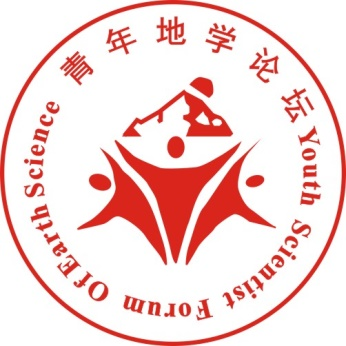 青年地学论坛
Youth Scientist Forum Of Earth Science